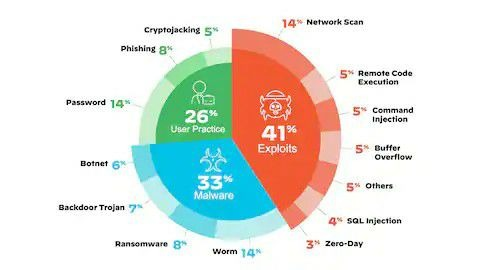 14% Network Scan
5% Remote Code
Execution
5% Command
Injection
5% Buffer
Overflow
5% Others
4% SQL Injection
3% Zero-Day
41%
Exploits
Worm 14%
Ransomware 8%
Backdoor Trojan 7%
Botnet 6%
33%
Malware
Password 14%
Phishing 8%
Cryptojacking 5%
26%
User Practice